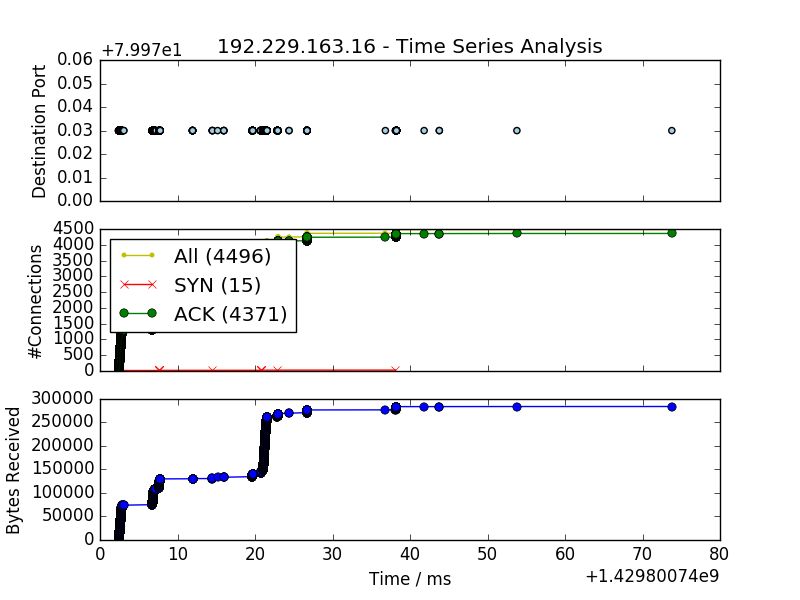 +7.997e1
192.229.163.16 - Time Series Analysis
Destination Port
0.06
0.05
0.04
0.03
0.02
0.01
0.00
#Connections
4500
4000
3500
3000
2500
2000
1500
1000
500
0
All (4496)
SYN (15)
ACK (4371)
Bytes Received
300000
250000
200000
150000
100000
50000
0
0 10 20 30 40 50 60 70 80
Time / ms
+1.42980074e9